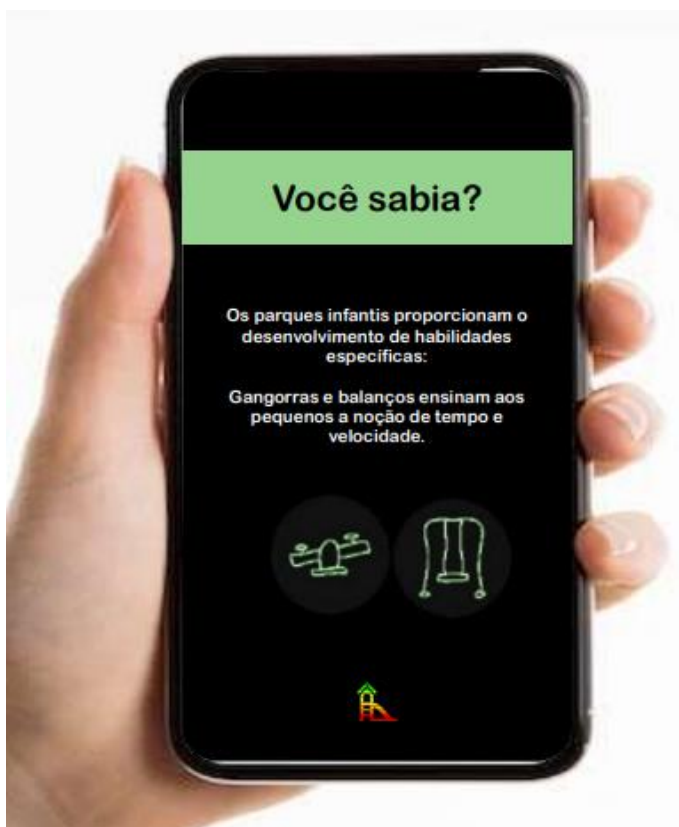 Você sabia?
Os parques infantis proporcionam o
desenvolvimento de habilidades
específicas:
Gangorras e balanços ensinam aos
pequenos a noção de tempo e
velocidade.